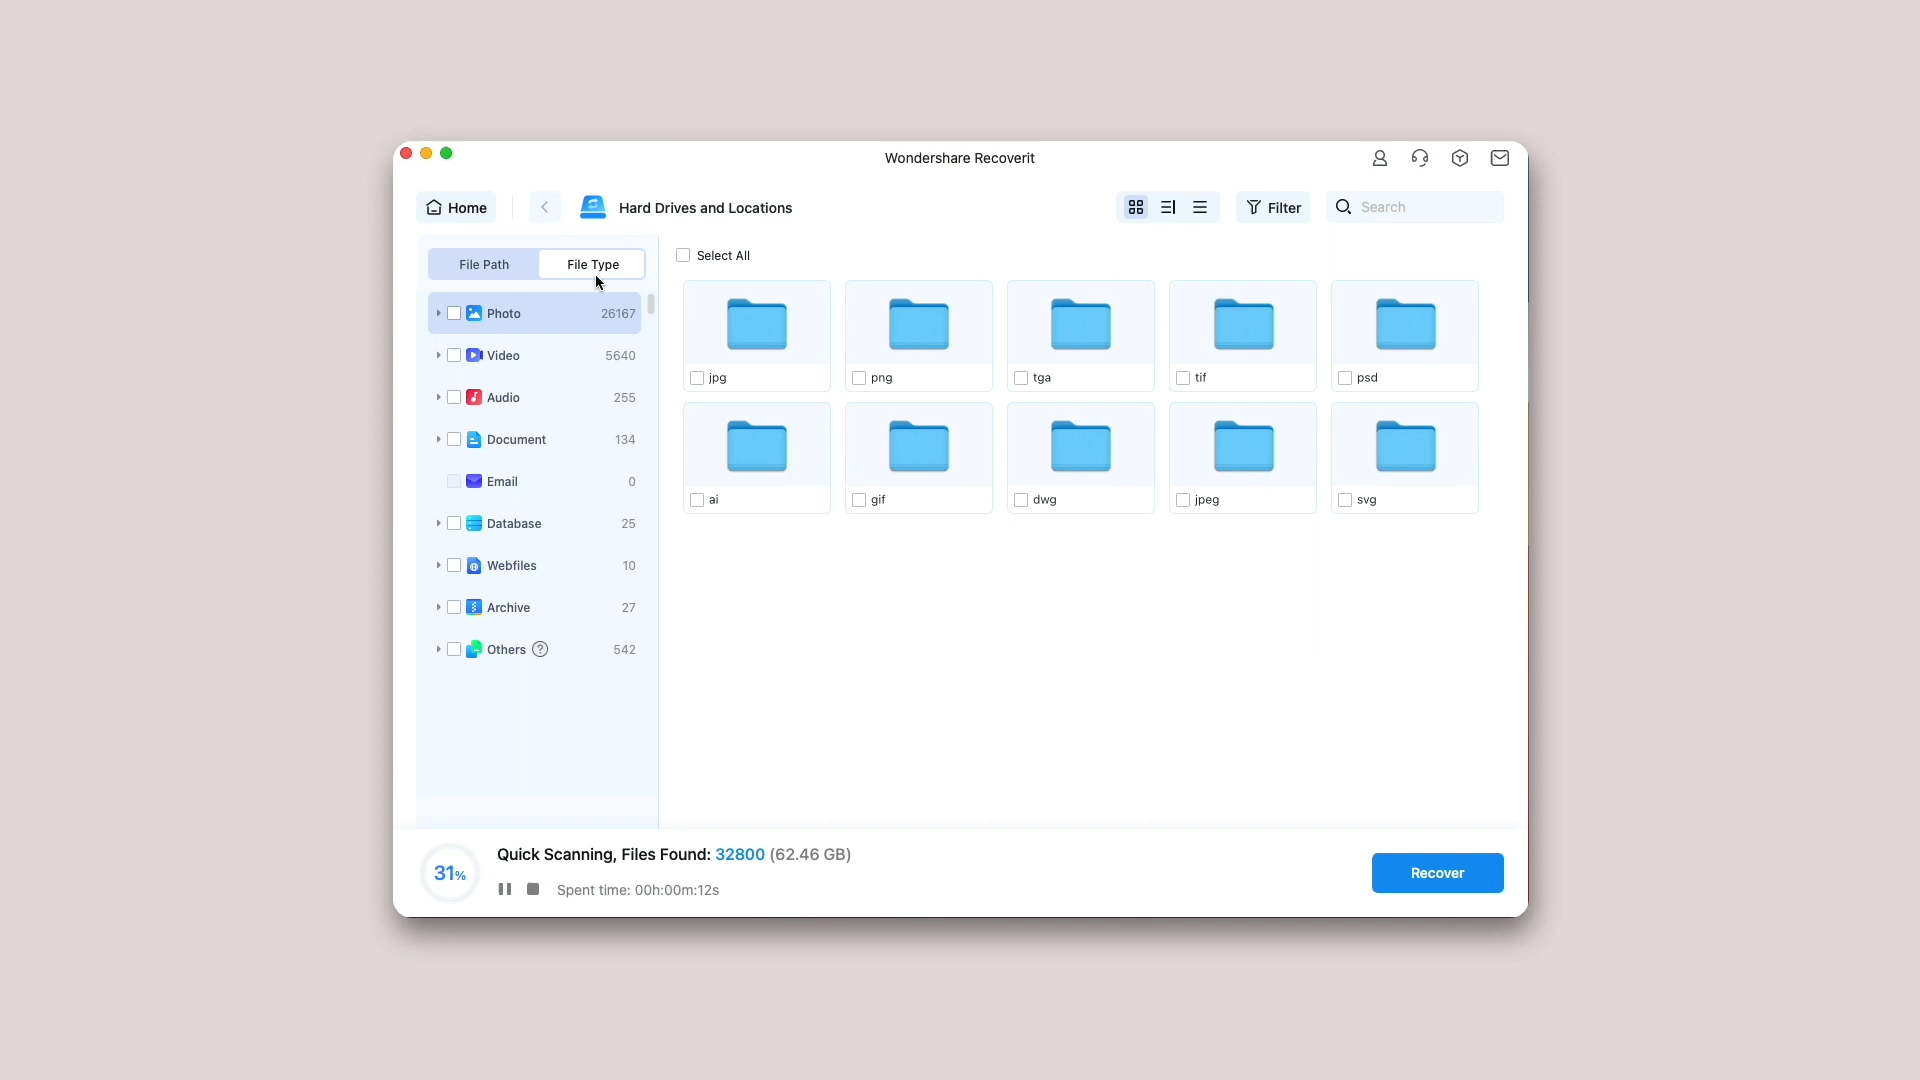 Wondershare Recoverit
Home
Hard Drives and Locations
Filter
Search
File Path
File Type
Select All
Photo 26167
Video 5640
Audio 255
Document 134
Email 0
Database 25
Webfiles 10
Archive 27
Others ? 542
jpg png tga tif psd
ai gif dwg jpeg svg
31%
Quick Scanning, Files Found: 32800 (62.46 GB)
Spent time: 00h:00m:12s
Recover